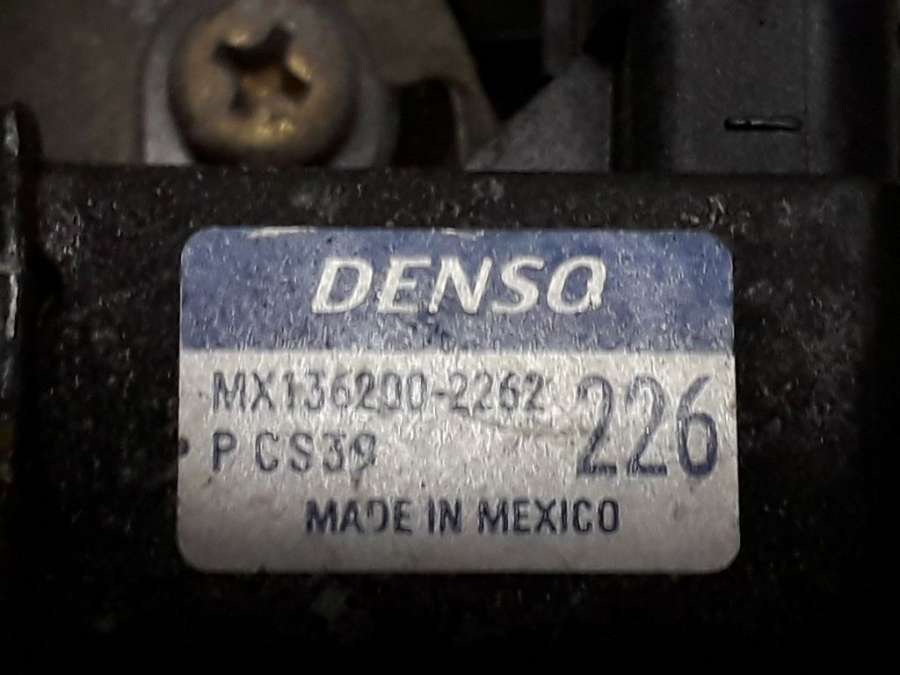 DENSO
MX136200-2262 226
P CS39
MADE IN MEXICO